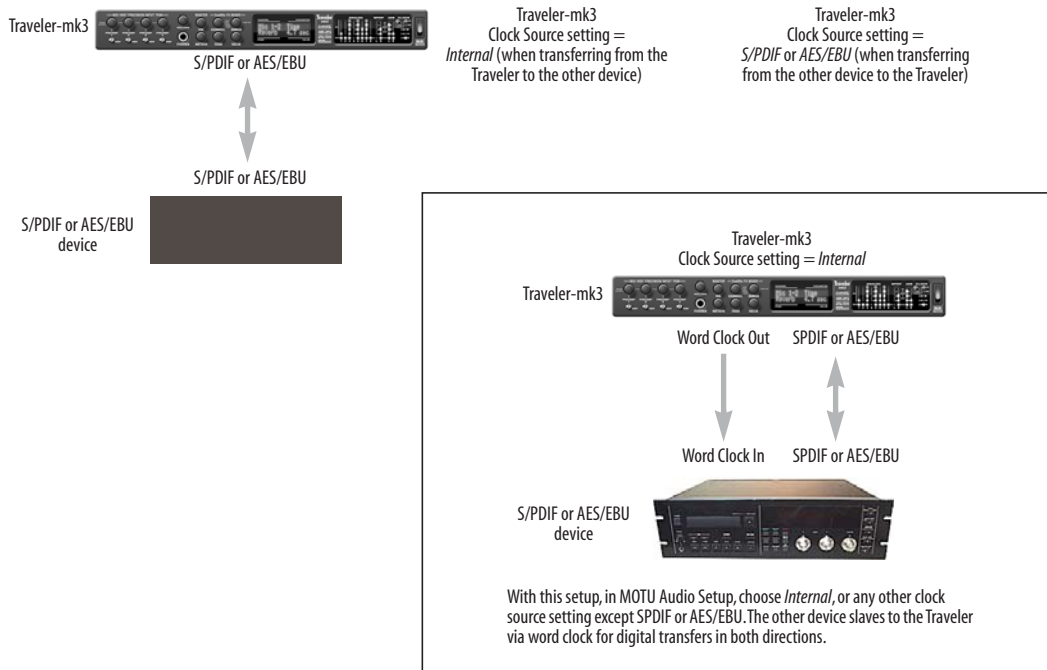 Traveler-mk3
S/PDIF or AES/EBU
S/PDIF or AES/EBU
S/PDIF or AES/EBU
device
Traveler-mk3
Clock Source setting =
Internal (when transferring from the
Traveler to the other device)
Traveler-mk3
Clock Source setting =
S/PDIF or AES/EBU (when transferring
from the other device to the Traveler)
Traveler-mk3
Clock Source setting = Internal
Traveler-mk3
Word Clock Out SPDIF or AES/EBU
Word Clock In SPDIF or AES/EBU
S/PDIF or AES/EBU
device
With this setup, in MOTU Audio Setup, choose Internal, or any other clock
source setting except SPDIF or AES/EBU. The other device slaves to the Traveler
via word clock for digital transfers in both directions.